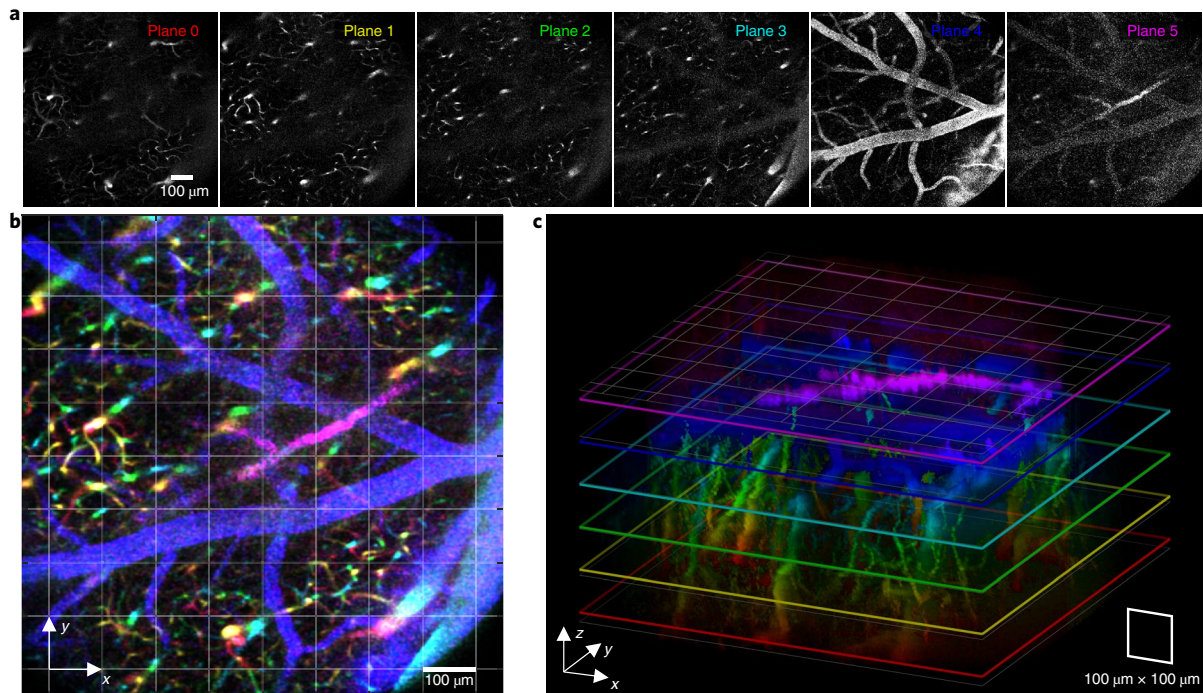 a
Plane 0
Plane 1
Plane 2
Plane 3
Plane 4
Plane 5
100 µm
b
y
x
100 µm
c
z
y
x
100 µm × 100 µm